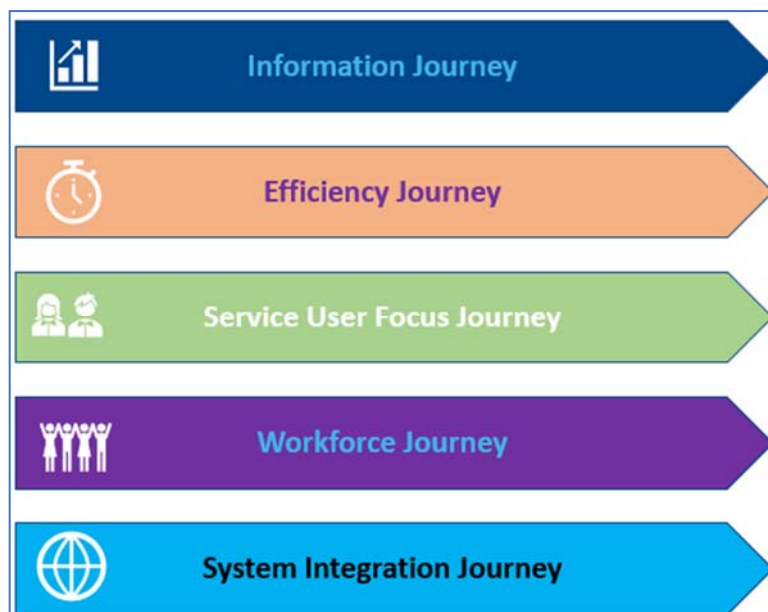 Information Journey
Efficiency Journey
Service User Focus Journey
Workforce Journey
System Integration Journey